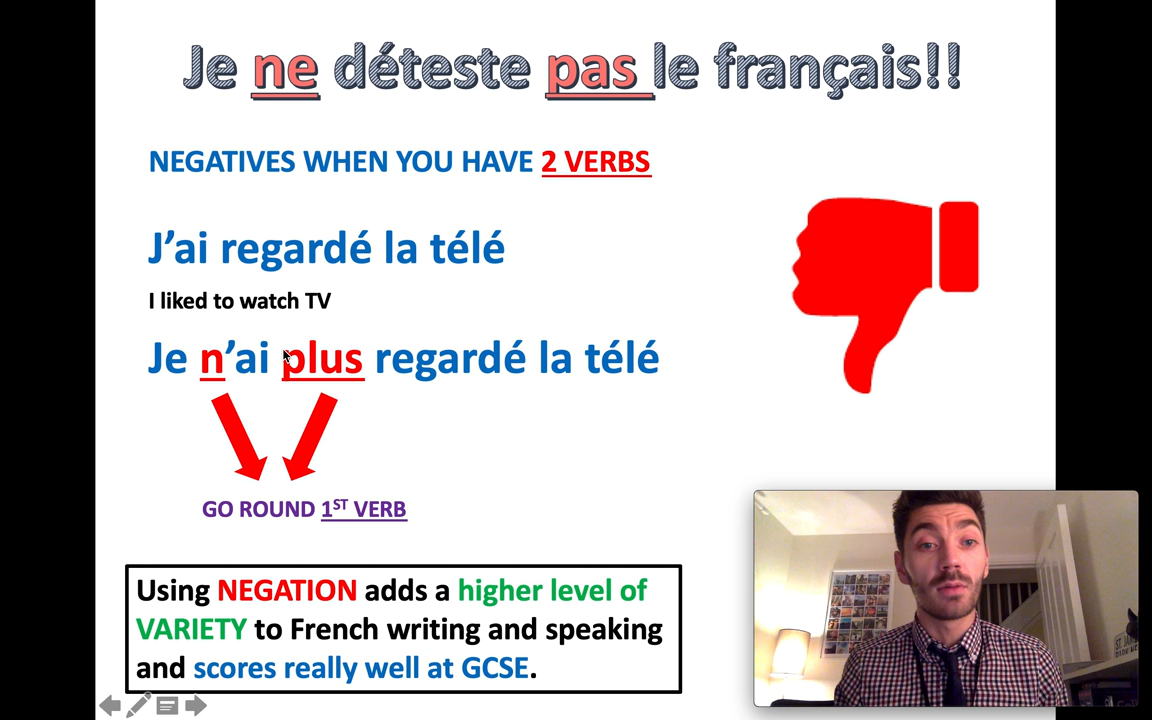 Je ne déteste pas le français!!
NEGATIVES WHEN YOU HAVE 2 VERBS
J’ai regardé la télé
I liked to watch TV
Je n’ai plus regardé la télé
GO ROUND 1ST VERB
Using NEGATION adds a higher level of
VARIETY to French writing and speaking
and scores really well at GCSE.